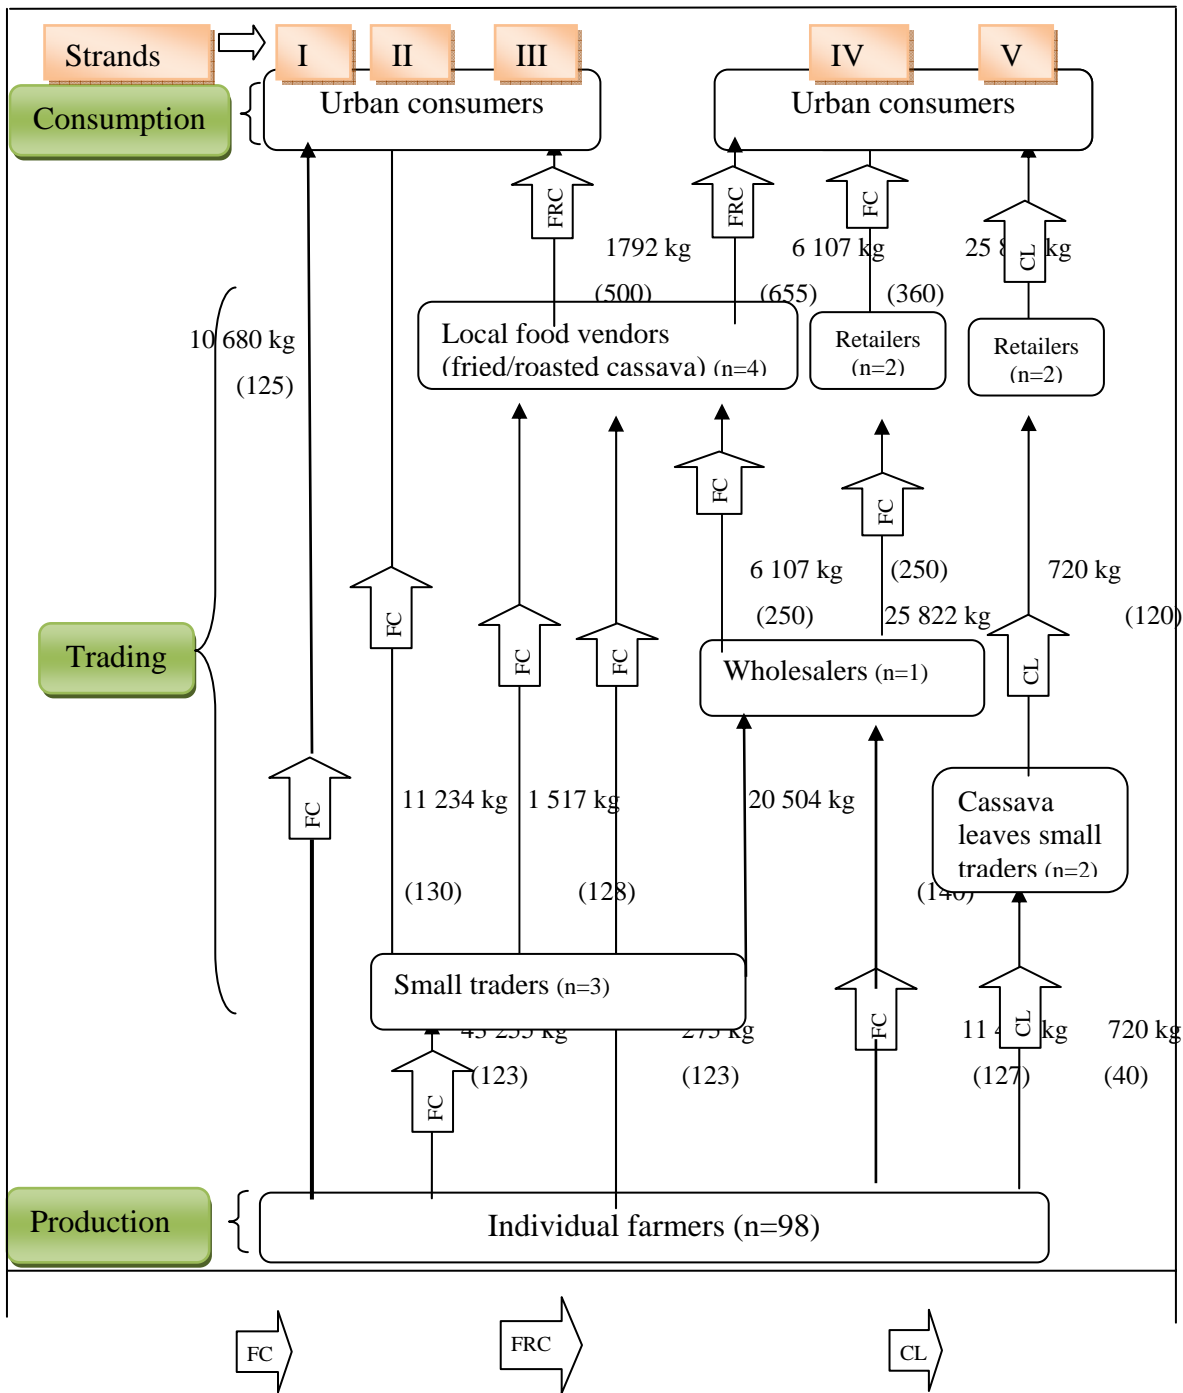 Strands
I
II
III
IV
V
Consumption
Urban consumers
Urban consumers
FRC
FRC
FC
CL
1792 kg
6 107 kg
(500)
(655)
(360)
10 680 kg
(125)
Local food vendors
(fried/roasted cassava) (n=4)
Retailers
(n=2)
Retailers
(n=2)
FC
FC
6 107 kg
(250)
(250)
25 822 kg
720 kg
(120)
Trading
FC
FC
FC
CL
Wholesalers (n=1)
FC
11 234 kg
1 517 kg
20 504 kg
Cassava
leaves small
traders (n=2)
(130)
(128)
(140)
Small traders (n=3)
FC
CL
720 kg
(123)
(123)
(127)
(40)
FC
Production
Individual farmers (n=98)
FC
FRC
CL